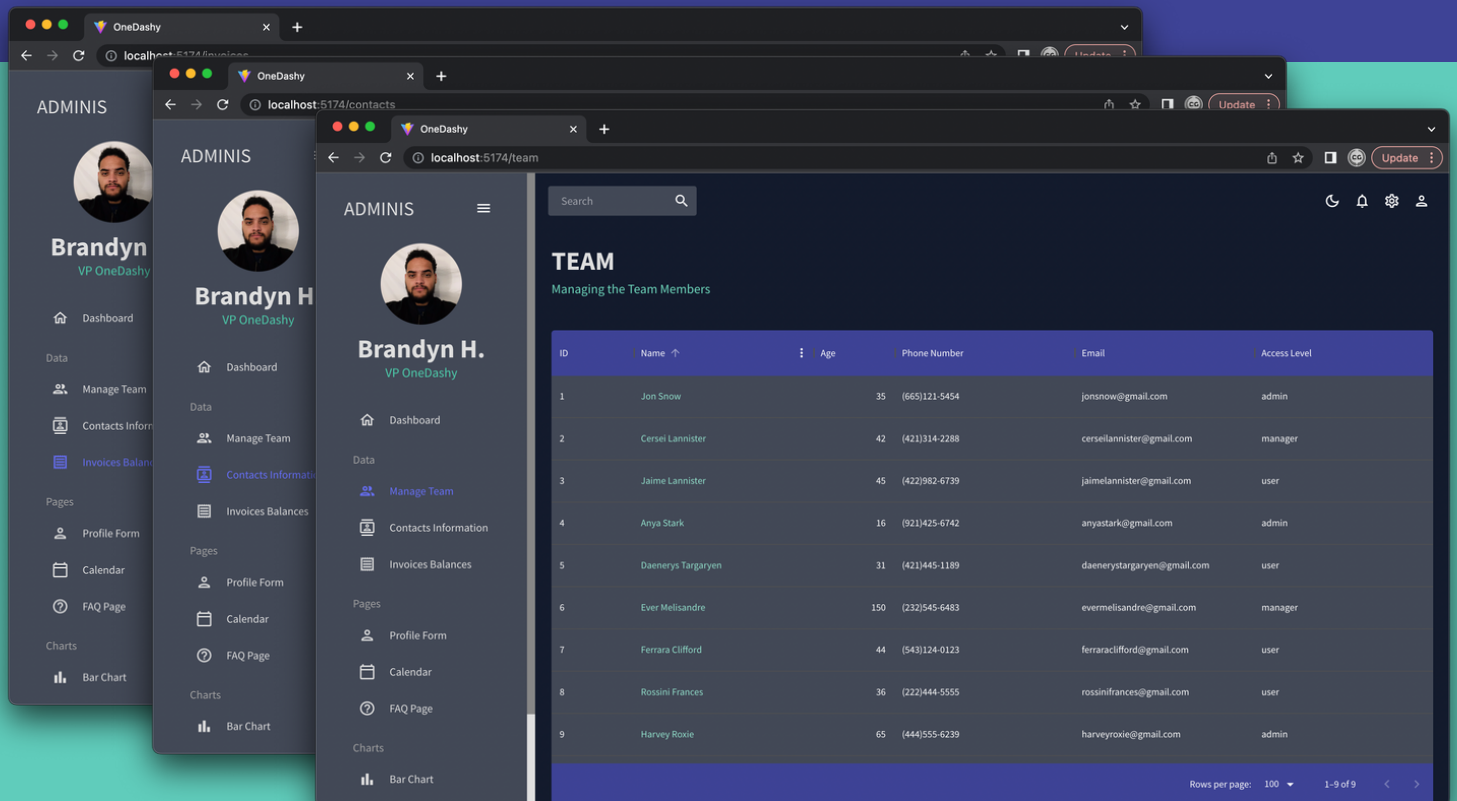 OneDashy
localhost:5174/invoices
Update
ADMINIS
Brandyn
VP OneDashy
Dashboard
Data
Manage Team
Contacts Inform
Invoices Balanc
Pages
Profile Form
Calendar
FAQ Page
Charts
Bar Chart
OneDashy
localhost:5174/contacts
Update
ADMINIS
Brandyn H
VP OneDashy
Dashboard
Data
Manage Team
Contacts Informati
Invoices Balances
Pages
Profile Form
Calendar
FAQ Page
Charts
Bar Chart
OneDashy
localhost:5174/team
CG Update
ADMINIS
Brandyn H.
VP OneDashy
Dashboard
Data
Manage Team
Contacts Information
Invoices Balances
Pages
Profile Form
Calendar
FAQ Page
Charts
Bar Chart
Search
TEAM
Managing the Team Members
ID Name Age Phone Number Email Access Level
1 Jon Snow 35 (665)121-5454 jonsnow@gmail.com admin
2 Cersei Lannister 42 (421)314-2288 cerseilannister@gmail.com manager
3 Jaime Lannister 45 (422)982-6739 jaimelannister@gmail.com user
4 Anya Stark 16 (921)425-6742 anyastark@gmail.com admin
5 Daenerys Targaryen 31 (421)445-1189 daenerystargaryen@gmail.com user
6 Ever Melisandre 150 (232)545-6483 evermelisandre@gmail.com manager
7 Ferrara Clifford 44 (543)124-0123 ferraraclifford@gmail.com user
8 Rossini Frances 36 (222)444-5555 rossinifrances@gmail.com user
9 Harvey Roxie 65 (444)555-6239 harveyroxie@gmail.com admin
Rows per page: 100 1–9 of 9